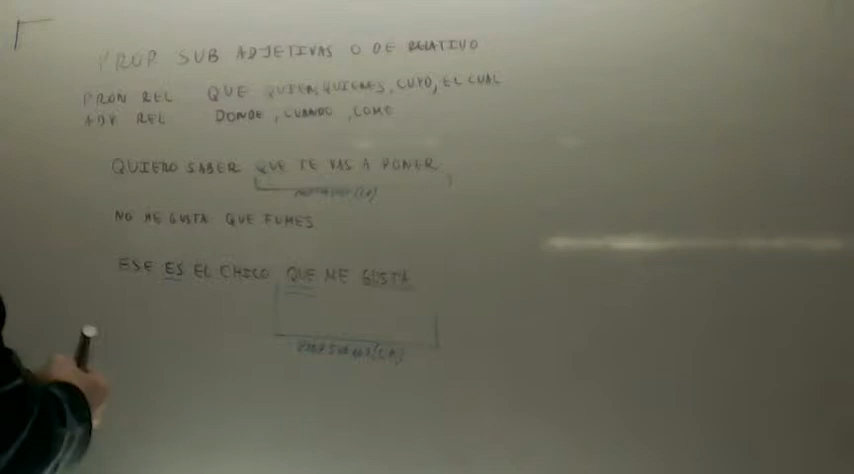 PROP SUB ADJETIVAS O DE RELATIVO
PRON REL QUE QUIEN, QUIENES, CUYO, EL CUAL
ADV REL DONDE, CUANDO, COMO
QUIERO SABER QUE TE VAS A PONER
NO ME GUSTA QUE FUMES
ESE ES EL CHICO QUE ME GUSTA